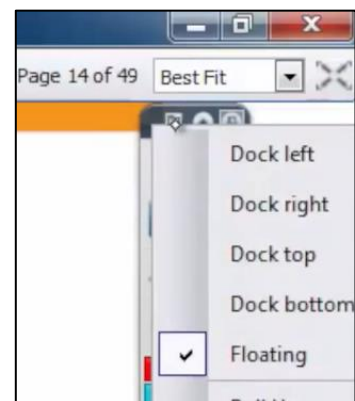 Page 14 of 49 Best Fit
Dock left
Dock right
Dock top
Dock bottom
Floating